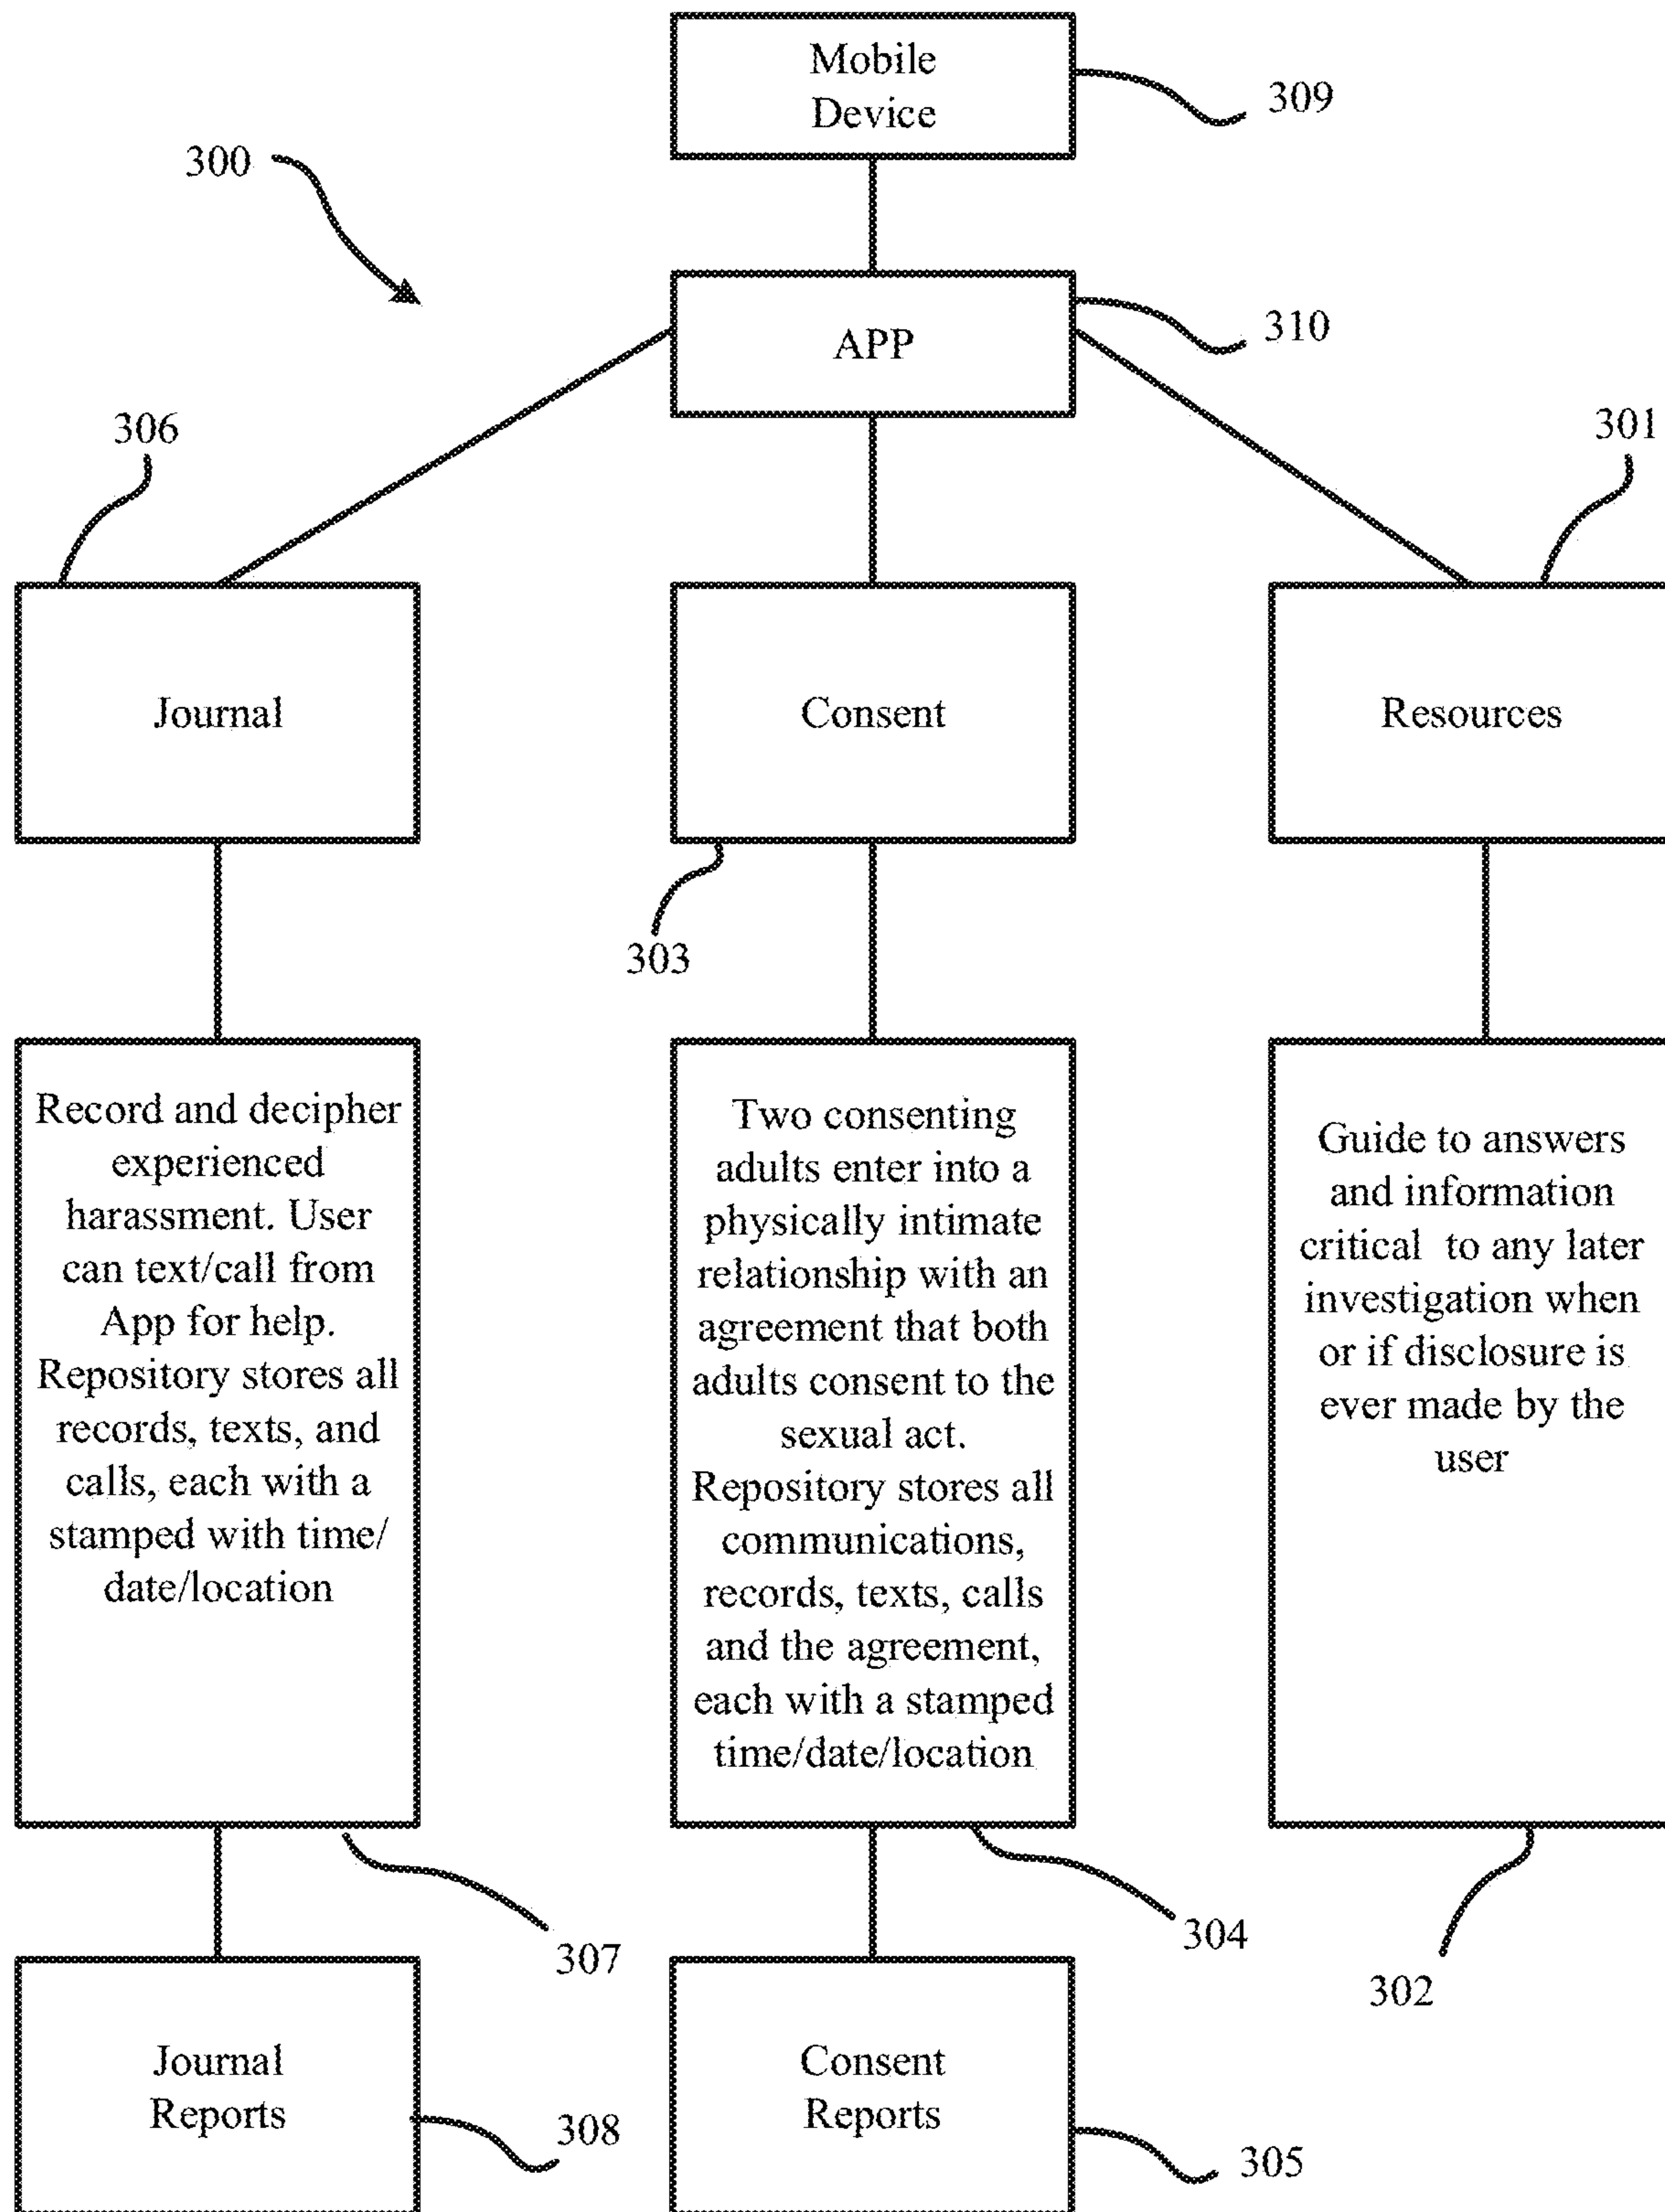 Mobile
Device
309
300
APP
310
306
301
Journal
Consent
Resources
303
Record and decipher
experienced
harassment. User
can text/call from
App for help.
Repository stores all
records, texts, and
calls, each with a
stamped with time/
date/location
Two consenting
adults enter into a
physically intimate
relationship with an
agreement that both
adults consent to the
sexual act.
Repository stores all
communications,
records, texts, calls
and the agreement,
each with a stamped
time/date/location
Guide to answers
and information
critical to any later
investigation when
or if disclosure is
ever made by the
user
307
304
302
Journal
Reports
308
Consent
Reports
305